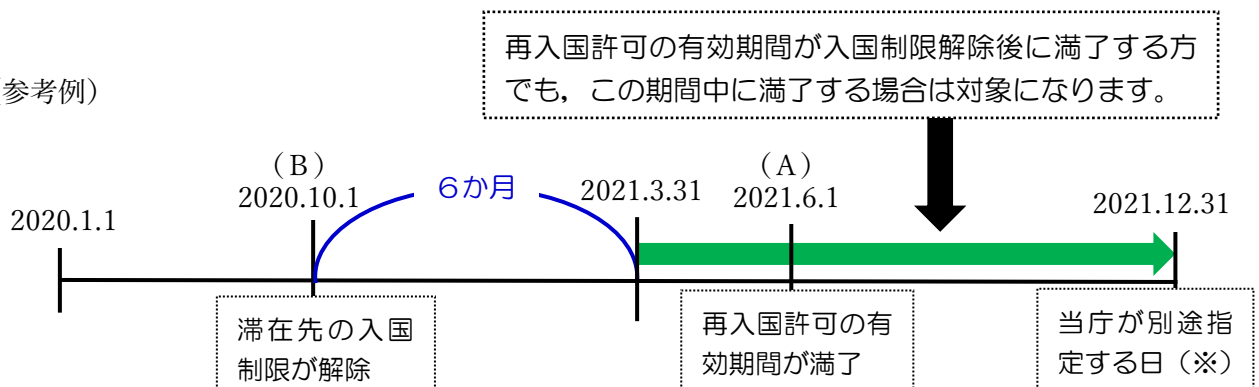 再入国許可の有効期間が入国制限解除後に満了する方
でも，この期間中に満了する場合は対象になります。
参考例）
（B）
2020.10.1
６か月
2021.3.31
（A）
2021.6.1
2021.12.31
2020.1.1
滞在先の入国
制限が解除
再入国許可の有
効期間が満了
当庁が別途指
定する日（※）